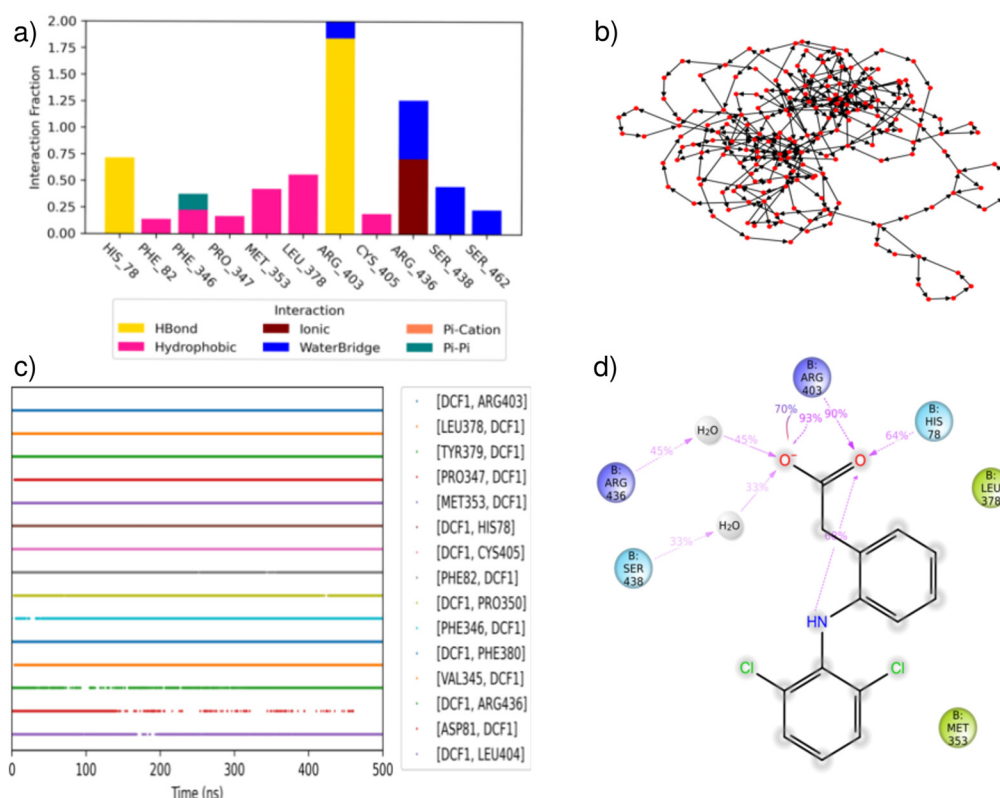 a)
2.00
1.75
1.50
1.25
1.00
0.75
0.50
0.25
0.00
Interaction Fraction
HIS_78
PHE_82
PHE_346
PRO_347
MET_353
LEU_378
ARG_403
CYS_405
ARG_436
SER_438
SER_462
Interaction
HBond
Ionic
Pi-Cation
Hydrophobic
WaterBridge
Pi-Pi
b)
c)
[DCF1, ARG403]
[LEU378, DCF1]
[TYR379, DCF1]
[PRO347, DCF1]
[MET353, DCF1]
[DCF1, HIS78]
[DCF1, CYS405]
[PHE82, DCF1]
[DCF1, PRO350]
[PHE346, DCF1]
[DCF1, PHE380]
[VAL345, DCF1]
[DCF1, ARG436]
[ASP81, DCF1]
[DCF1, LEU404]
0 100 200 300 400 500
Time (ns)
d)
B:
ARG
403
70%
93%
90%
B:
HIS
78
64%
H₂O
45%
45%
O⁻
O
B:
ARG
436
B:
LEU
378
33%
H₂O
33%
B:
SER
438
HN
Cl
Cl
B:
MET
353